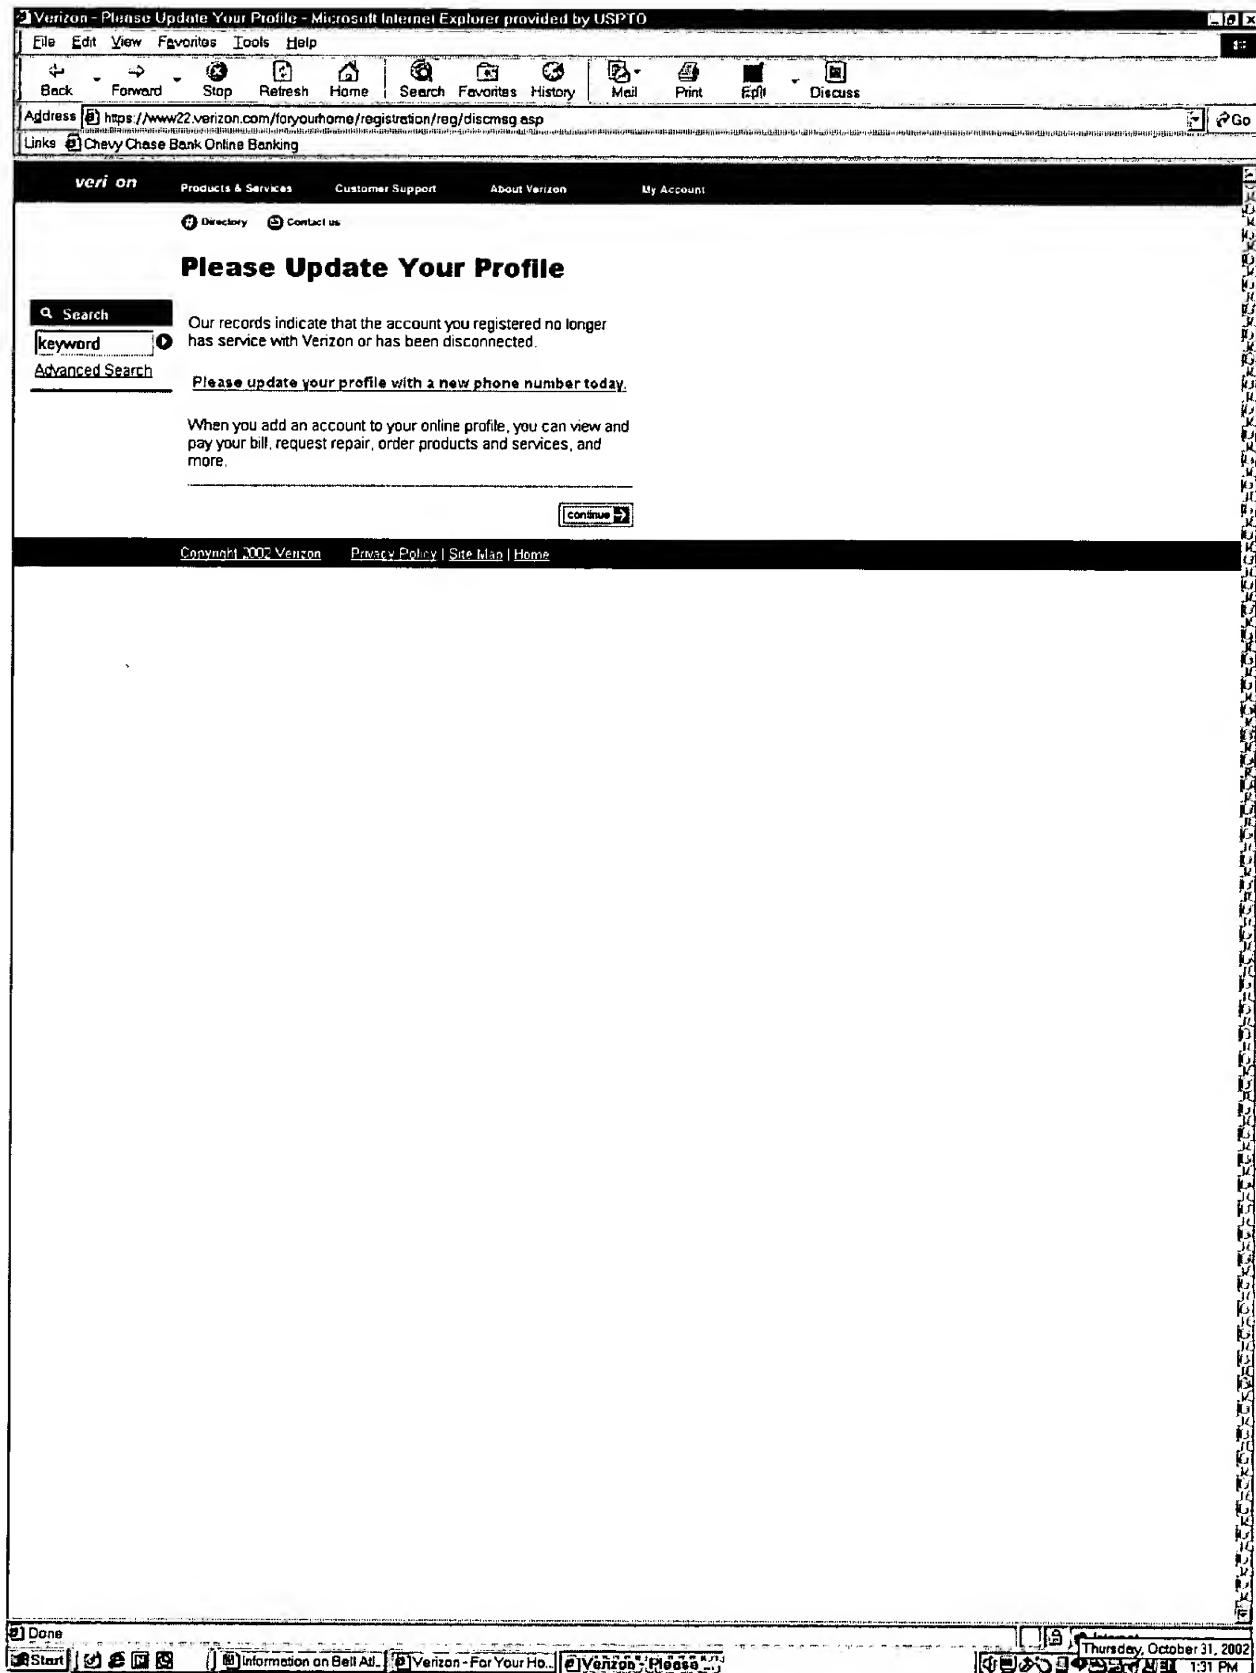 Verizon - Please Update Your Profile - Microsoft Internet Explorer provided by USPTO
File Edit View Favorites Tools Help
Back Forward Stop Refresh Home Search Favorites History Mail Print Edit Discuss
Address https://www22.verizon.com/foryourhome/registration/reg/discmsg.asp Go
Links Chevy Chase Bank Online Banking
veri on Products & Services Customer Support About Verizon My Account
Directory Contact us
Please Update Your Profile
Search
keyword
Advanced Search
Our records indicate that the account you registered no longer
has service with Verizon or has been disconnected.
Please update your profile with a new phone number today.
When you add an account to your online profile, you can view and
pay your bill, request repair, order products and services, and
more.
continue
Copyright 2002 Verizon Privacy Policy | Site Map | Home
Done
Thursday, October 31, 2002
Start Information on Bell Atl... Verizon - For Your Ho... Verizon - Please ... 1:31 PM